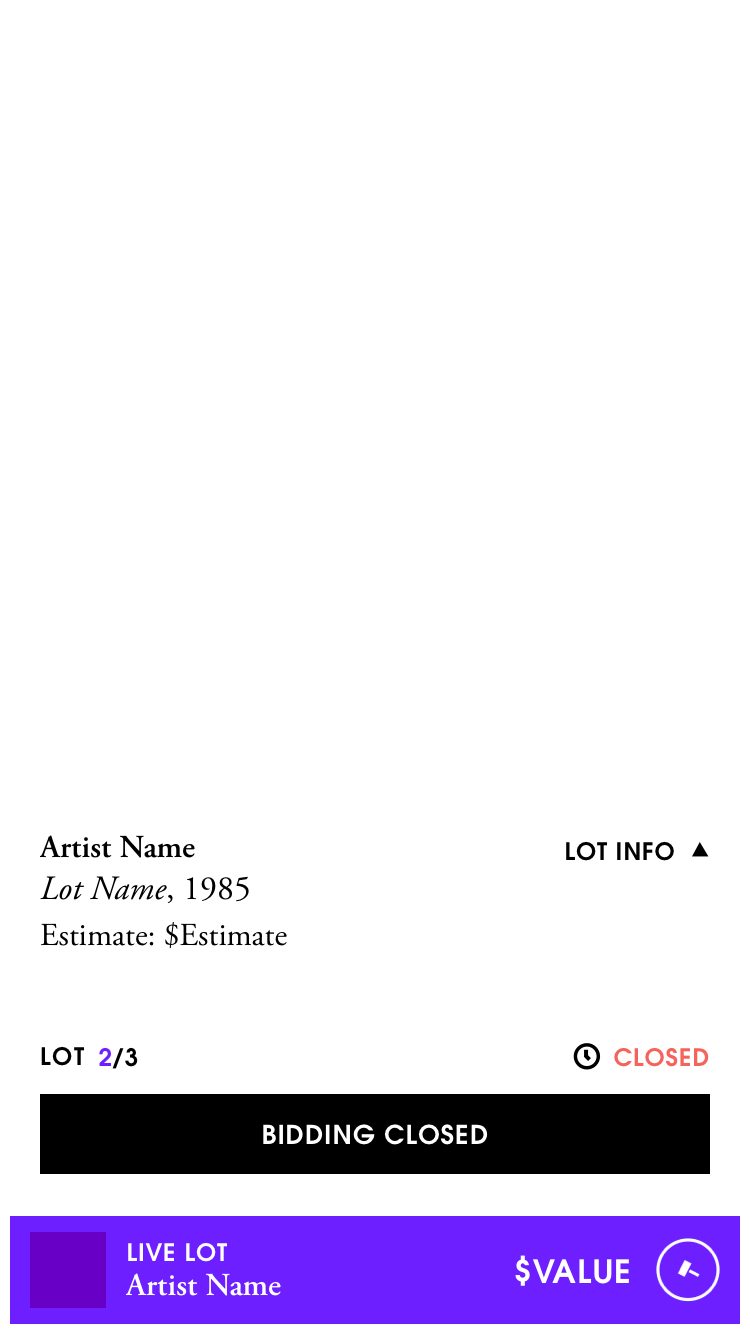 Artist Name
LOT INFO
Lot Name, 1985
Estimate: $Estimate
LOT 2/3
CLOSED
BIDDING CLOSED
LIVE LOT
Artist Name
$VALUE